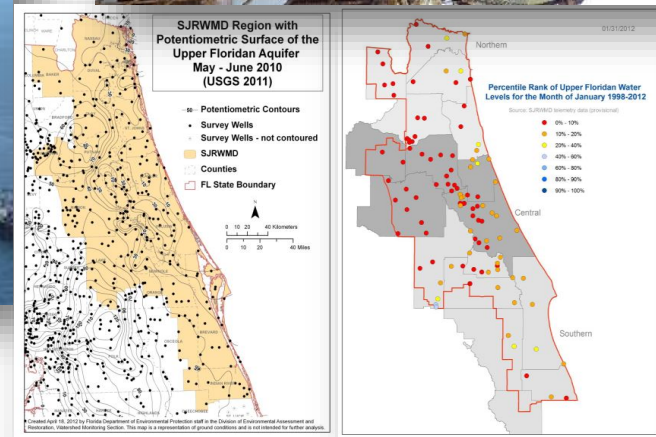 SJRWMD Region with
Potentiometric Surface of the
Upper Floridan Aquifer
May - June 2010
(USGS 2011)
50 Potentiometric Contours
Survey Wells
Survey Wells - not contoured
SJRWMD
Counties
FL State Boundary
N
0 10 20 40 Kilometers
0 10 20 40 Miles
BREVARD
OSCEOLA
POLK
Created April 18, 2012 by Florida Department of Environmental Protection staff in the Division of Environmental Assessment and
Restoration, Watershed Monitoring Section. This map is a representation of ground conditions and is not intended for further analysis.
01/31/2012
Northern
Percentile Rank of Upper Floridan Water
Levels for the Month of January 1998-2012
Source: SJRWMD telemetry data (provisional)
0% - 10%
10% - 20%
20% - 40%
40% - 60%
60% - 80%
80% - 90%
90% - 100%
Central
Southern